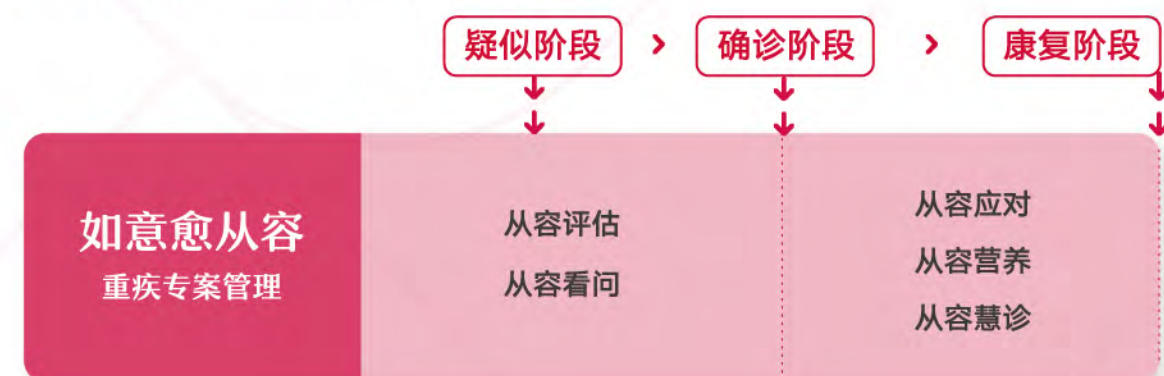 疑似阶段 > 确诊阶段 > 康复阶段
如意愈从容
重疾专案管理
从容评估
从容看问
从容应对
从容营养
从容慧诊